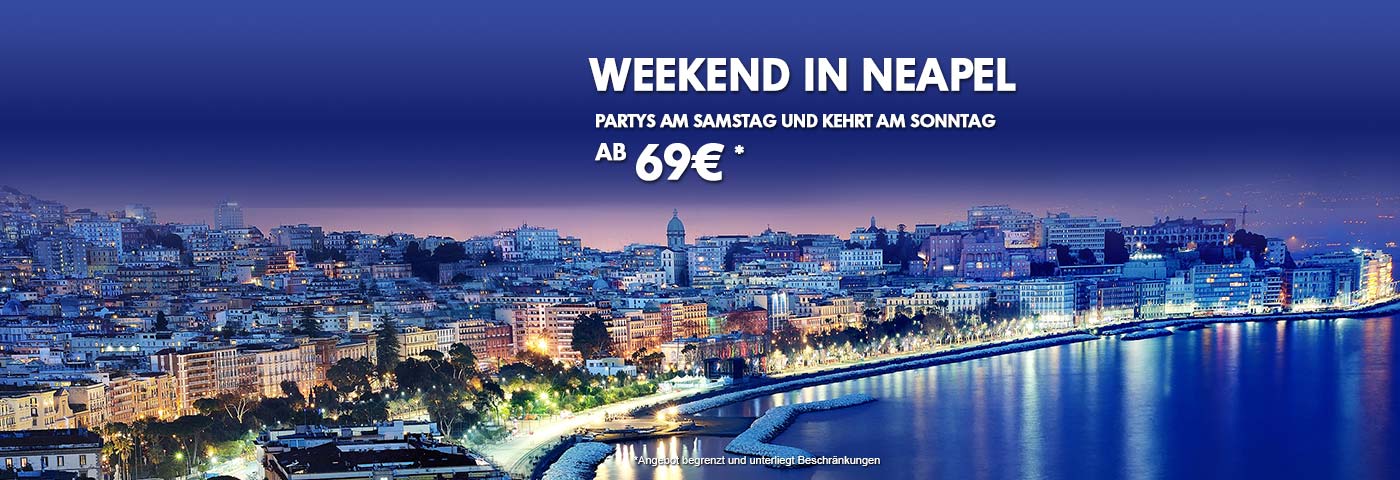 WEEKEND IN NEAPEL
PARTYS AM SAMSTAG UND KEHRT AM SONNTAG
AB 69€ *
*Angebot begrenzt und unterliegt Beschränkungen